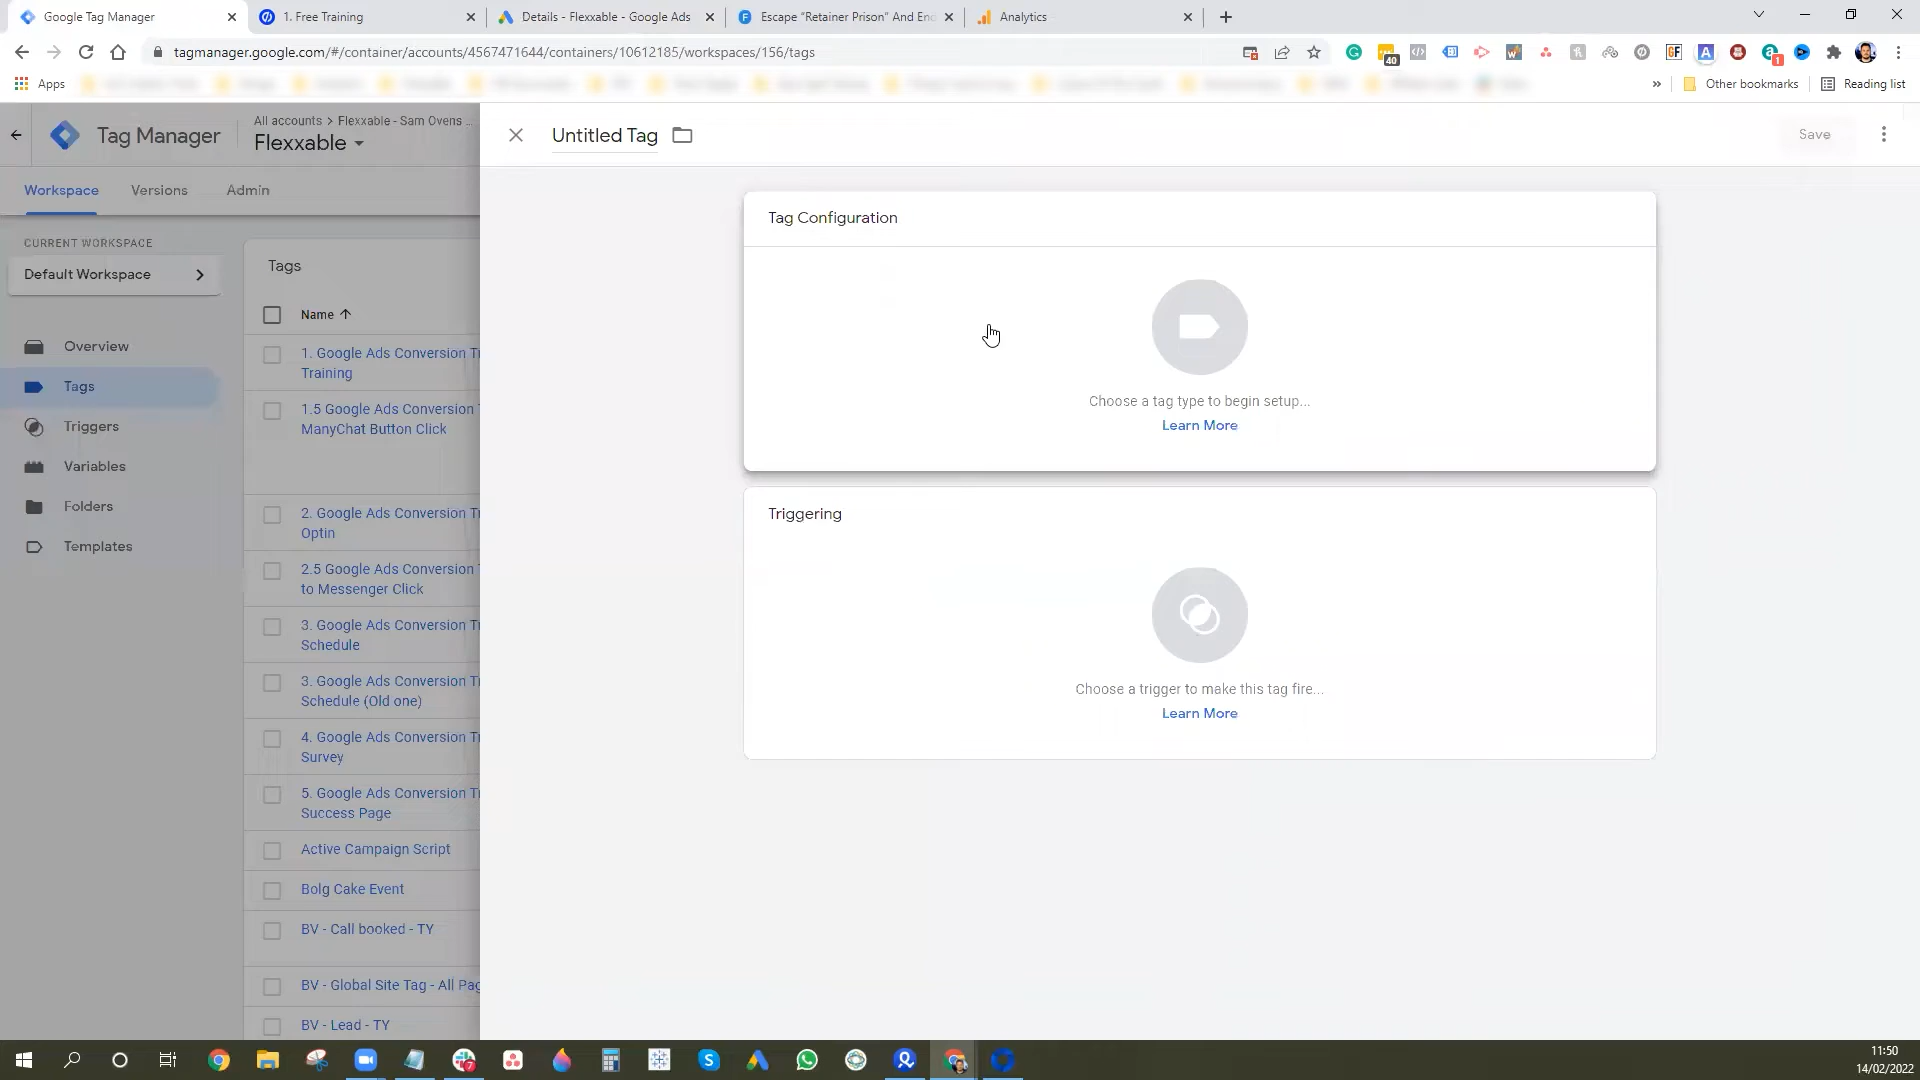 Google Tag Manager
1. Free Training
Details - Flexxable - Google Ads
Escape "Retainer Prison" And End
Analytics
tagmanager.google.com/#/container/accounts/4567471644/containers/10612185/workspaces/156/tags
40
GF
A
1
Apps
Other bookmarks
Reading list
Tag Manager
All accounts > Flexxable - Sam Ovens ...
Flexxable
Untitled Tag
Save
Workspace
Versions
Admin
CURRENT WORKSPACE
Default Workspace
Overview
Tags
Triggers
Variables
Folders
Templates
Tags
Name
1. Google Ads Conversion Tr
Training
1.5 Google Ads Conversion T
ManyChat Button Click
2. Google Ads Conversion Tr
Optin
2.5 Google Ads Conversion T
to Messenger Click
3. Google Ads Conversion Tr
Schedule
3. Google Ads Conversion Tr
Schedule (Old one)
4. Google Ads Conversion Tr
Survey
5. Google Ads Conversion Tr
Success Page
Active Campaign Script
Bolg Cake Event
BV - Call booked - TY
BV - Global Site Tag - All Pag
BV - Lead - TY
Tag Configuration
Choose a tag type to begin setup...
Learn More
Triggering
Choose a trigger to make this tag fire...
Learn More
11:50
14/02/2022